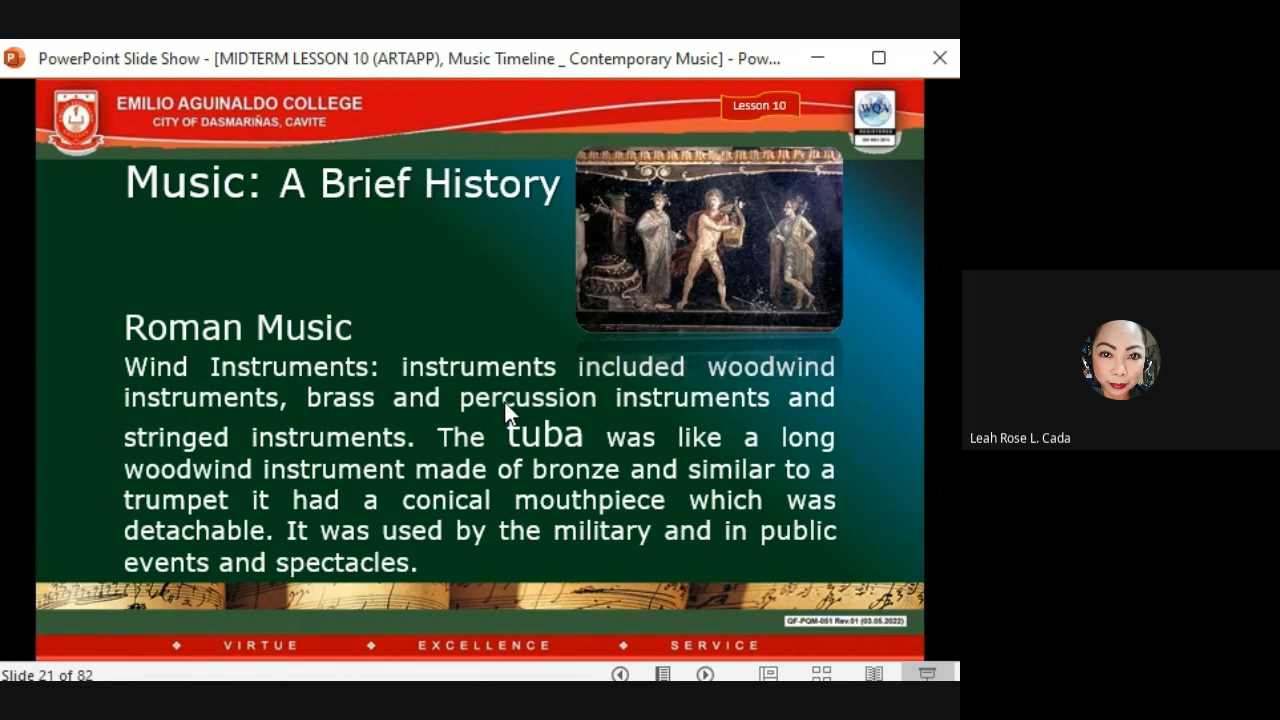 PowerPoint Slide Show - [MIDTERM LESSON 10 (ARTAPP), Music Timeline _ Contemporary Music] - Pow...
EMILIO AGUINALDO COLLEGE
CITY OF DASMARIÑAS, CAVITE
Lesson 10
WQA
REGISTERED
Music: A Brief History
Roman Music
Wind Instruments: instruments included woodwind
instruments, brass and percussion instruments and
stringed instruments. The tuba was like a long
woodwind instrument made of bronze and similar to a
trumpet it had a conical mouthpiece which was
detachable. It was used by the military and in public
events and spectacles.
Leah Rose L. Cada
QF-PQM-051 Rev.01 (03.05.2022)
VIRTUE EXCELLENCE SERVICE
Slide 21 of 82